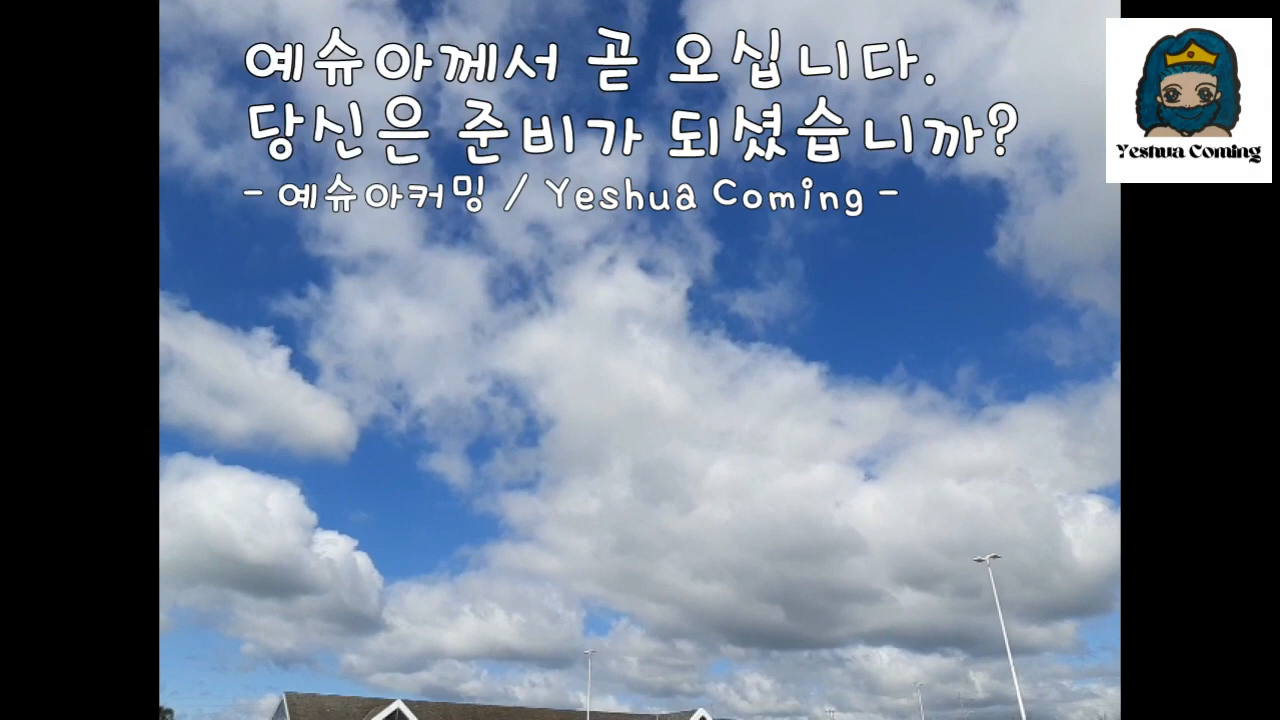 예슈아께서 곧 오십니다.
당신은 준비가 되셨습니까?
- 예슈아커밍 / Yeshua Coming -
Yeshua Coming